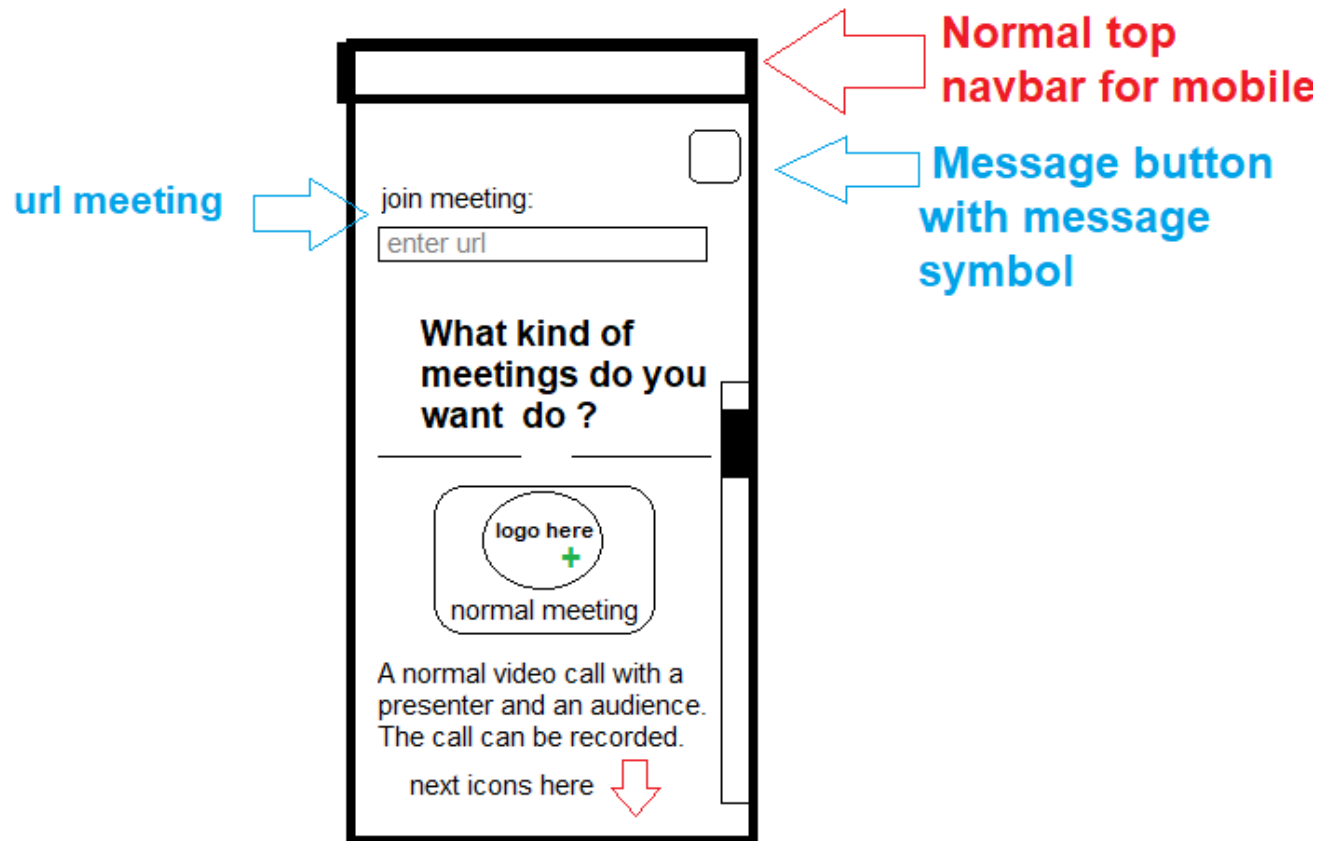 Normal top
navbar for mobile
Message button
with message
symbol
url meeting
join meeting:
enter url
What kind of
meetings do you
want  do ?
logo here
+
normal meeting
A normal video call with a
presenter and an audience.
The call can be recorded.
next icons here